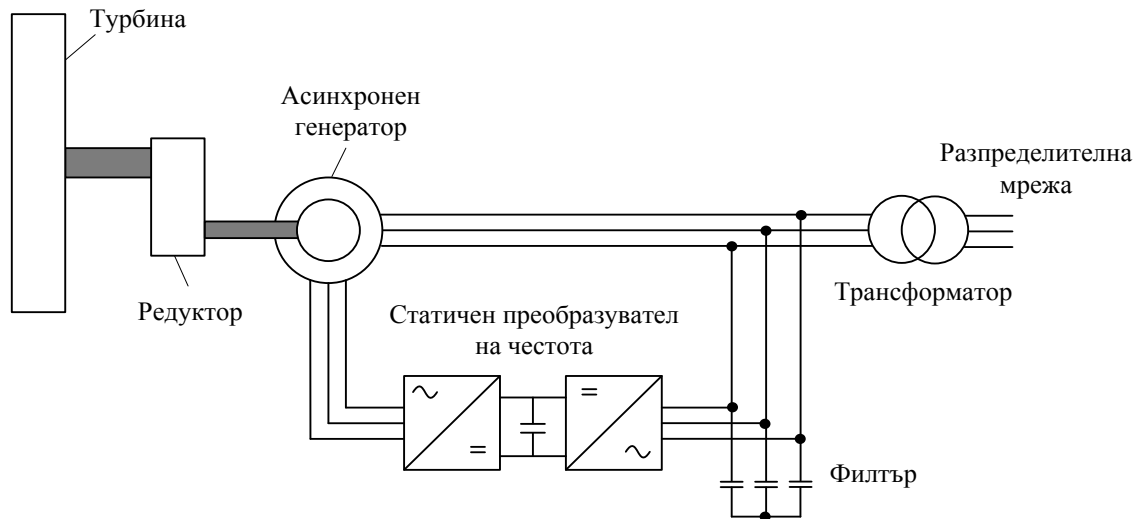 Турбина
Асинхронен
генератор
Разпределителна
мрежа
Редуктор
Трансформатор
Статичен преобразувател
на честота
Филтър